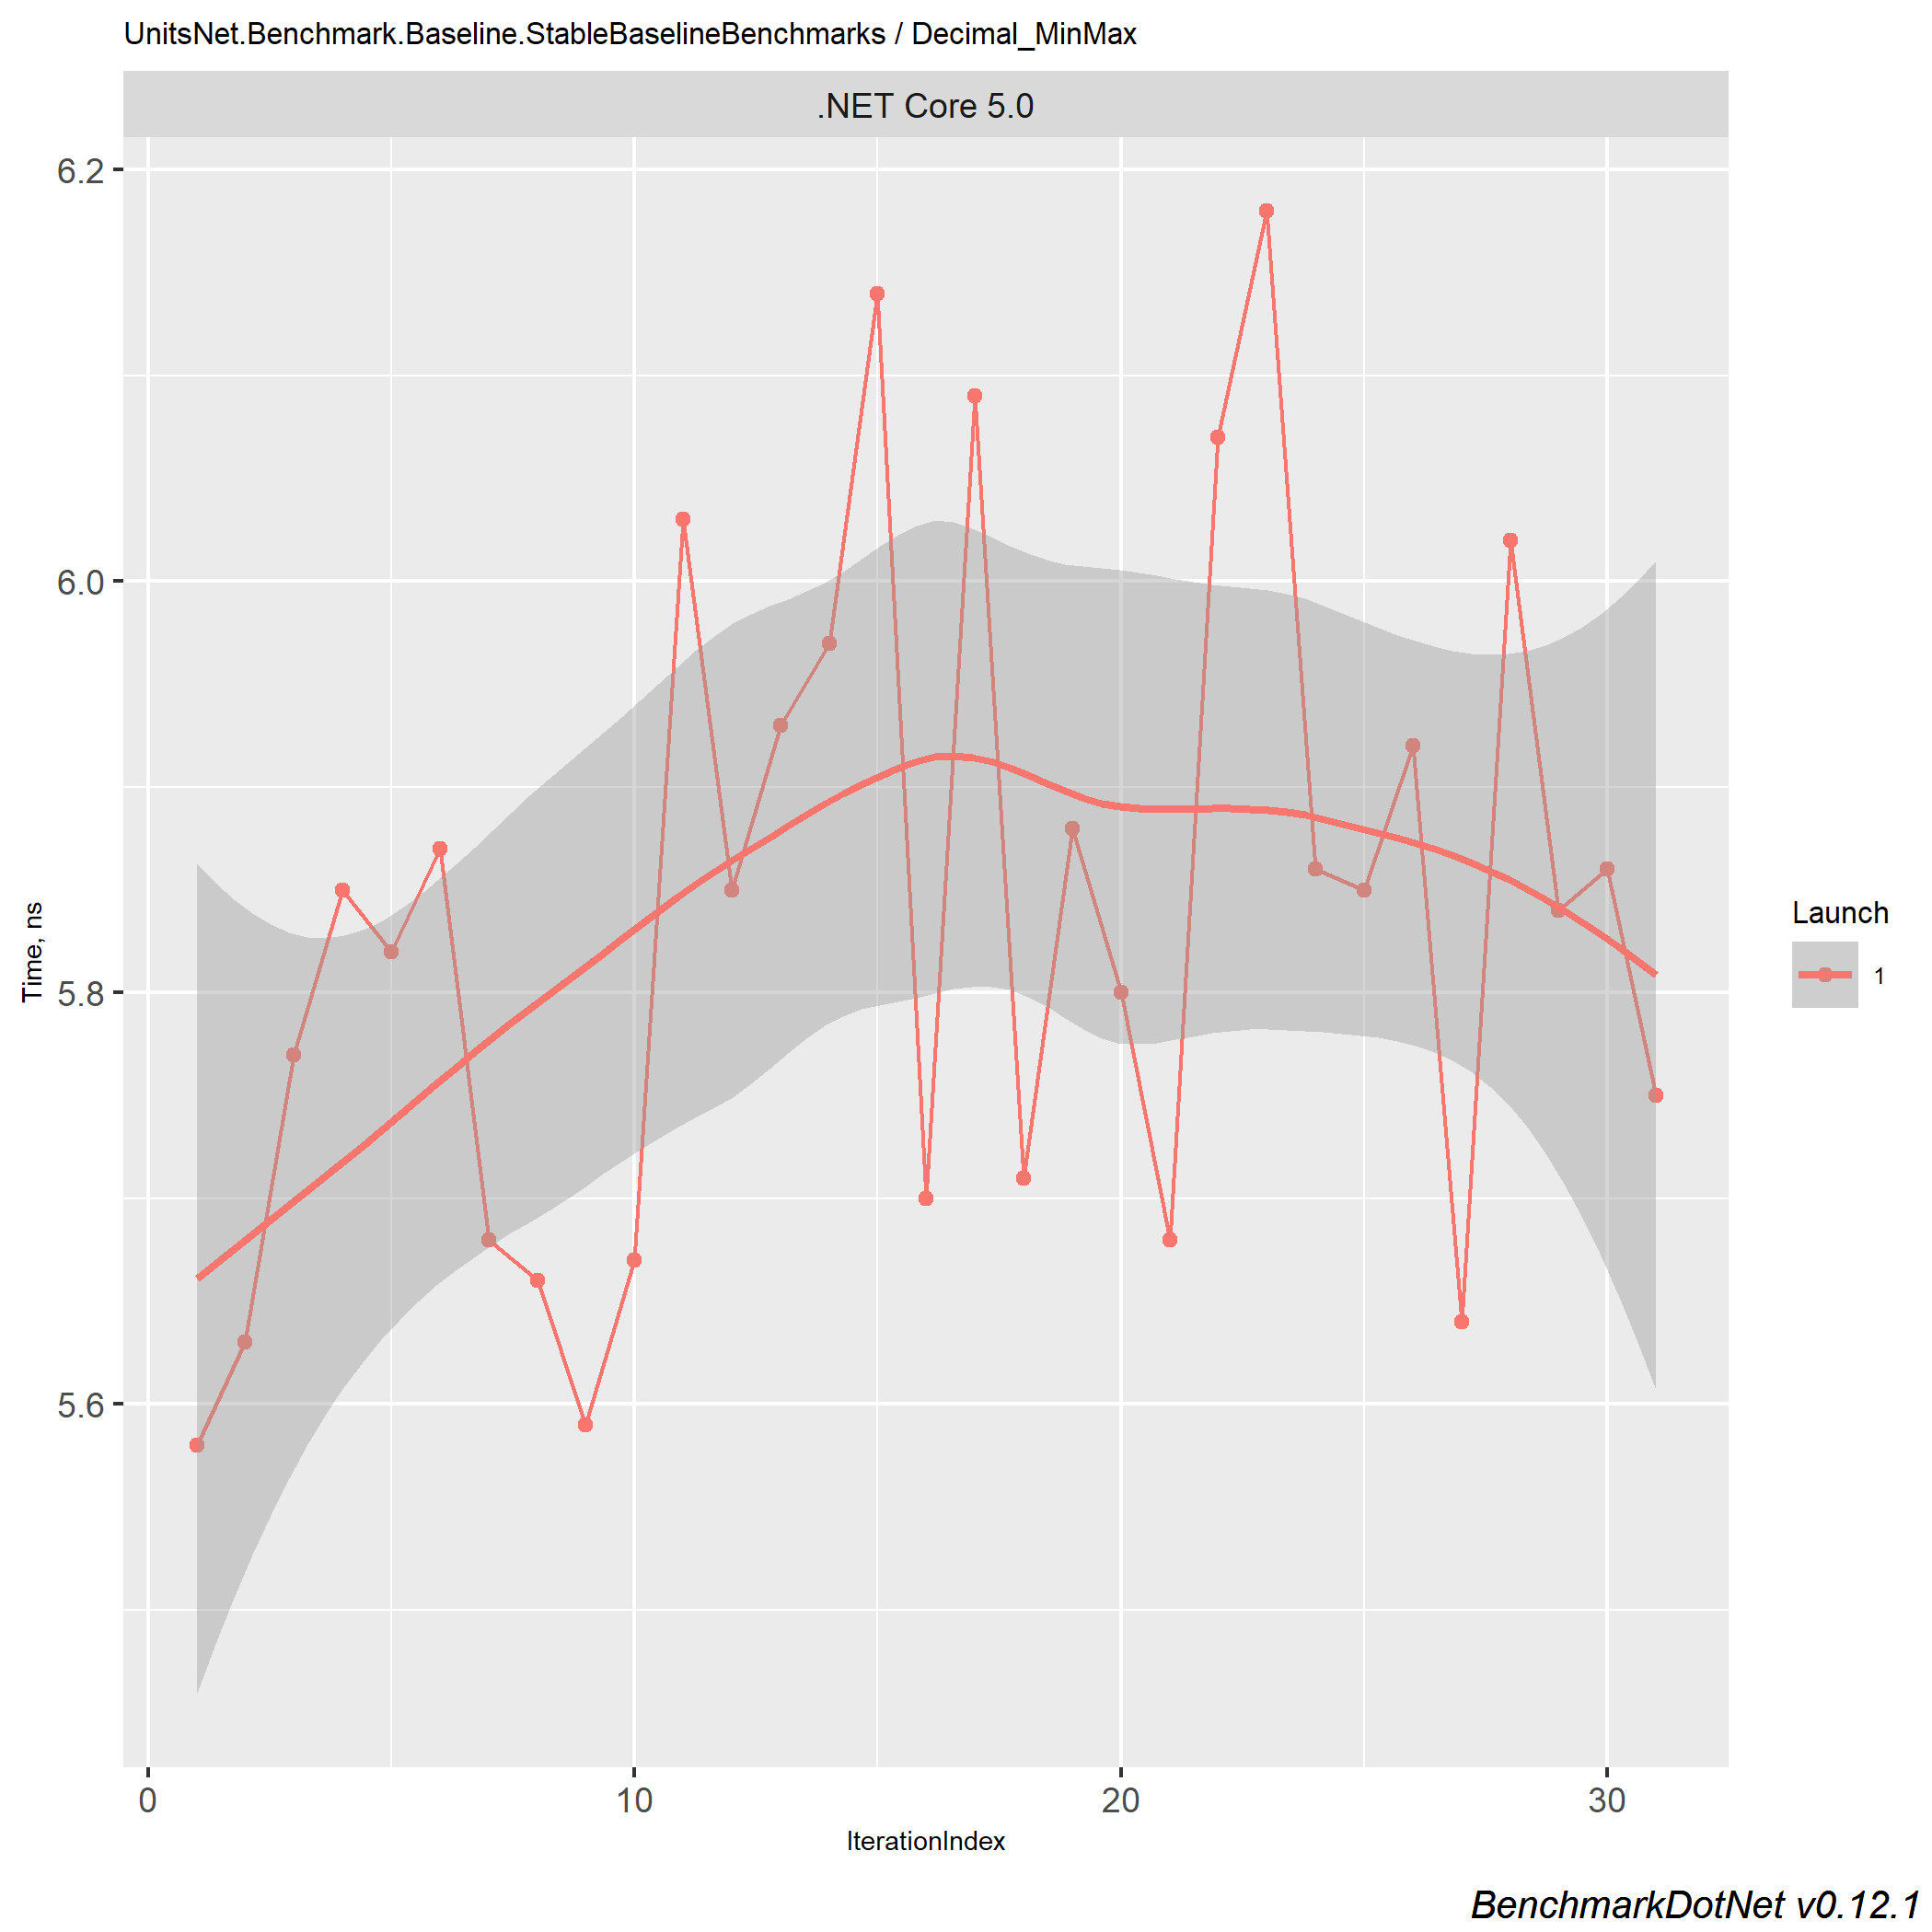 UnitsNet.Benchmark.Baseline.StableBaselineBenchmarks / Decimal_MinMax
.NET Core 5.0
6.2
6.0
5.8
5.6
Time, ns
0 10 20 30
IterationIndex
Launch
1
BenchmarkDotNet v0.12.1